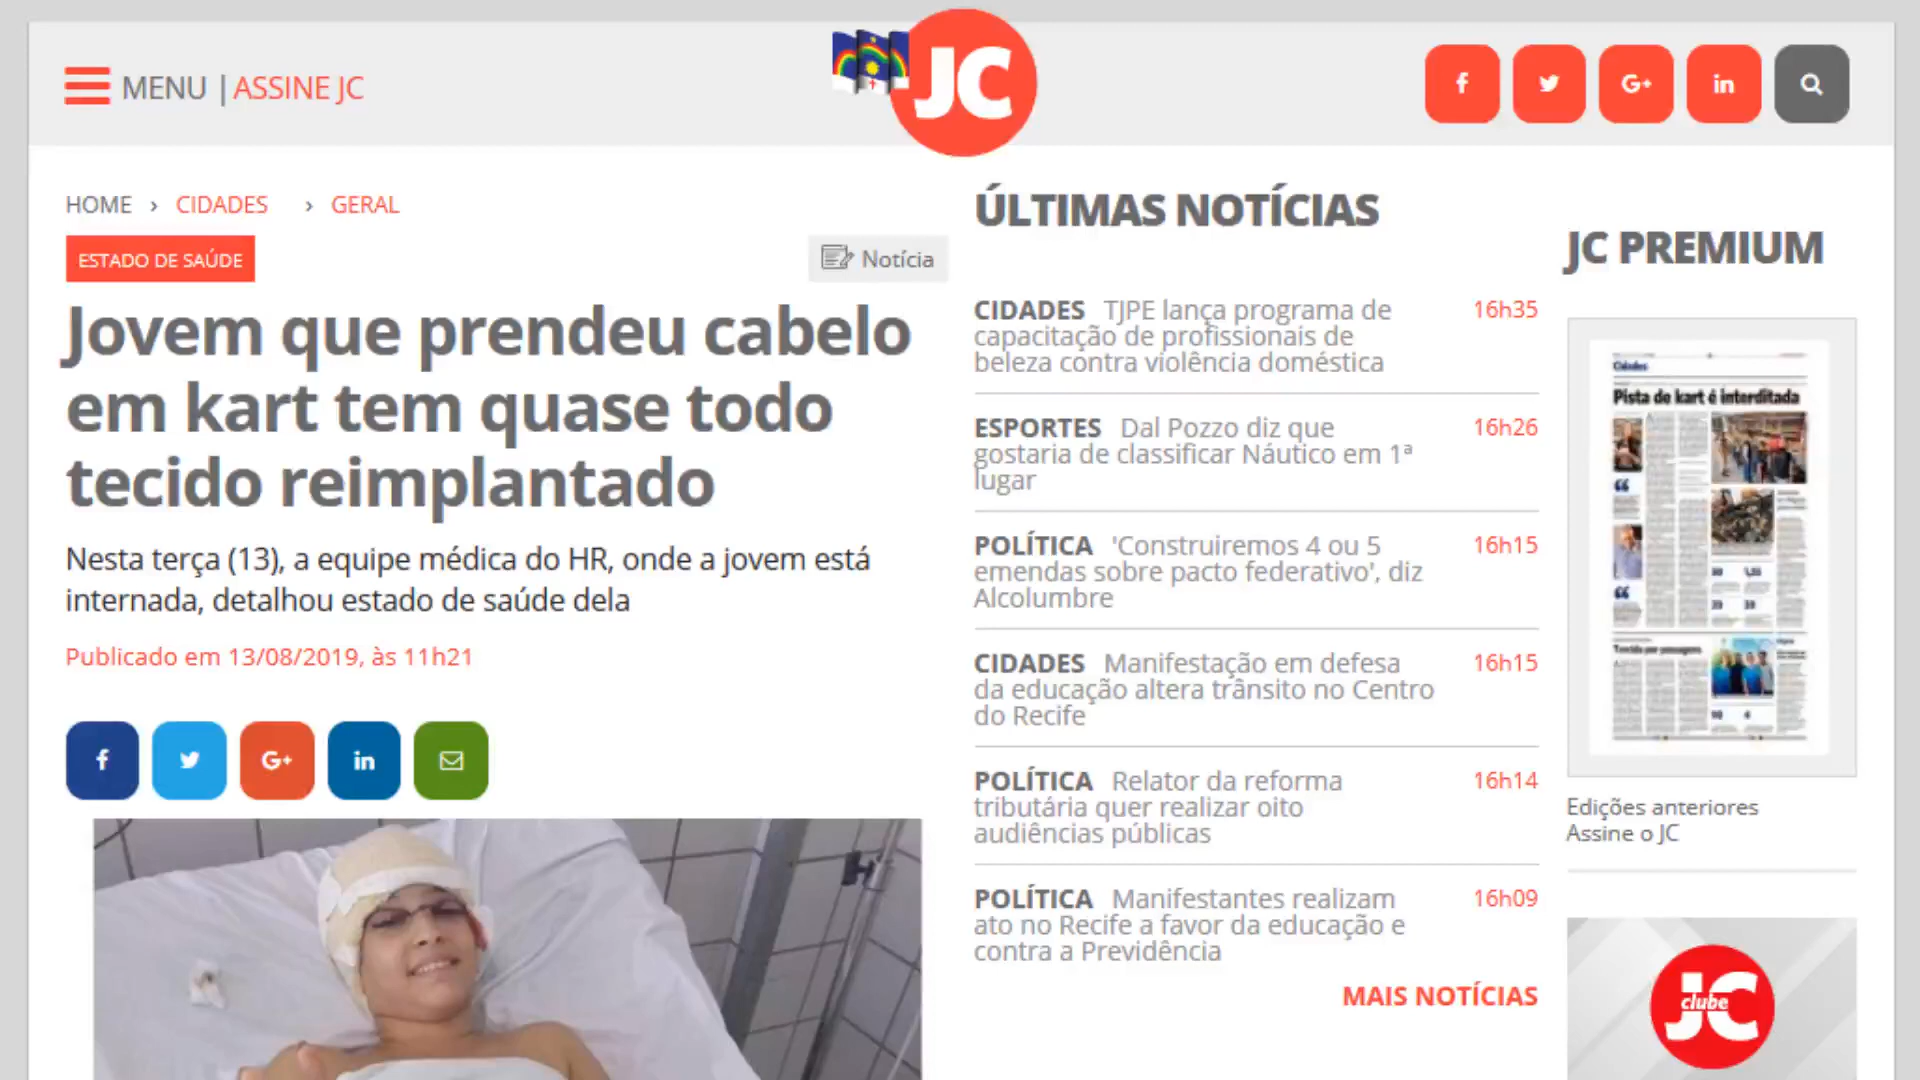 MENU | ASSINE JC
JC
f
G+
in
HOME › CIDADES › GERAL
ESTADO DE SAÚDE
Notícia
Jovem que prendeu cabelo
em kart tem quase todo
tecido reimplantado
Nesta terça (13), a equipe médica do HR, onde a jovem está
internada, detalhou estado de saúde dela
Publicado em 13/08/2019, às 11h21
f
G+
in
ÚLTIMAS NOTÍCIAS
CIDADES TJPE lança programa de 16h35
capacitação de profissionais de
beleza contra violência doméstica
ESPORTES Dal Pozzo diz que 16h26
gostaria de classificar Náutico em 1ª
lugar
POLÍTICA 'Construiremos 4 ou 5 16h15
emendas sobre pacto federativo', diz
Alcolumbre
CIDADES Manifestação em defesa 16h15
da educação altera trânsito no Centro
do Recife
POLÍTICA Relator da reforma 16h14
tributária quer realizar oito
audiências públicas
POLÍTICA Manifestantes realizam 16h09
ato no Recife a favor da educação e
contra a Previdência
MAIS NOTÍCIAS
JC PREMIUM
Cidades
Pista de kart é interditada
Edições anteriores
Assine o JC
JC
clube